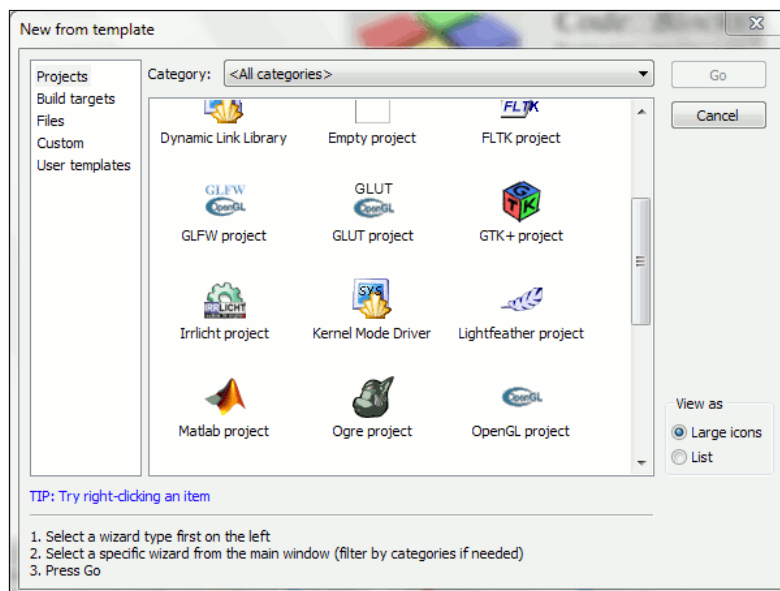 New from template
Code::Blocks
Projects
Build targets
Files
Custom
User templates
Category:
<All categories>
Go
Cancel
FLTK
Dynamic Link Library
Empty project
FLTK project
GLFW
OpenGL
GLUT
OpenGL
GTK
GLFW project
GLUT project
GTK+ project
IRRLICHT
SYS
Irrlicht project
Kernel Mode Driver
Lightfeather project
OpenGL
Matlab project
Ogre project
OpenGL project
View as
Large icons
List
TIP: Try right-clicking an item
1. Select a wizard type first on the left
2. Select a specific wizard from the main window (filter by categories if needed)
3. Press Go